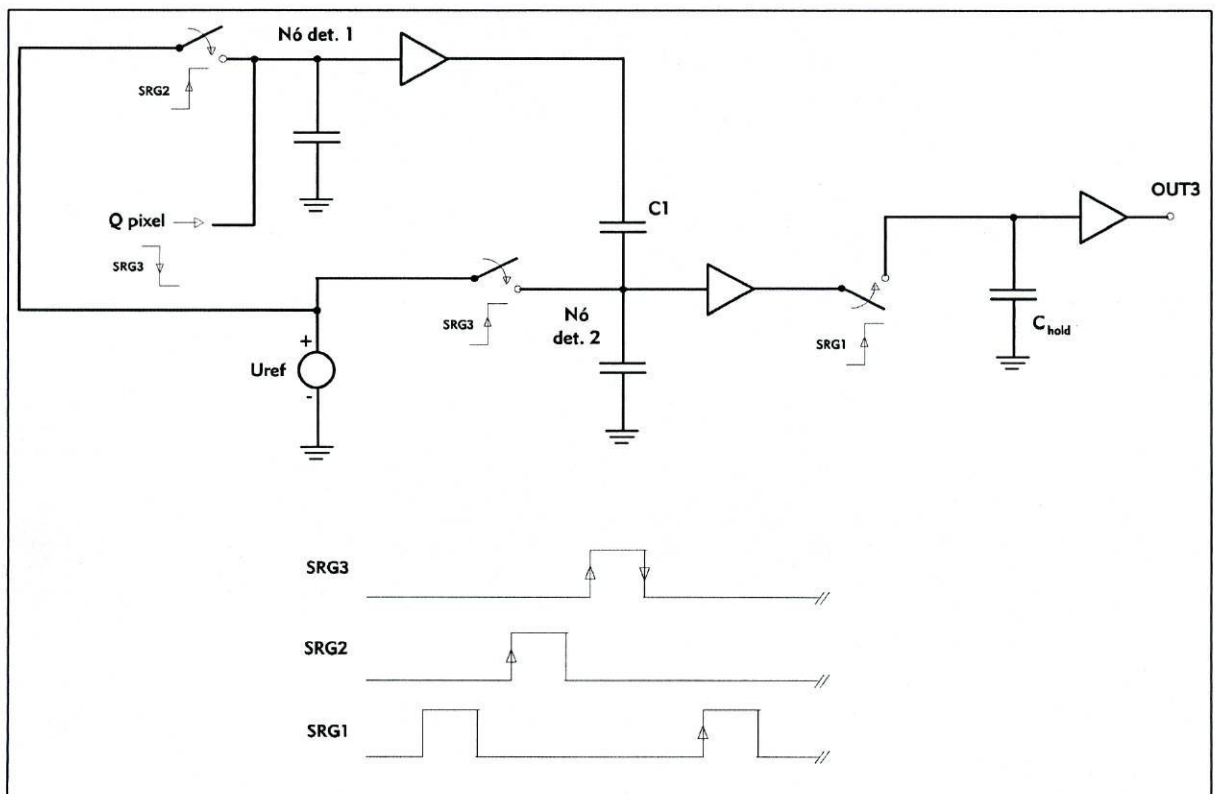 Nó det. 1
SRG2
Q pixel
SRG3
C1
OUT3
SRG3
Nó
det. 2
SRG1
C hold
+
Uref
-
SRG3
SRG2
SRG1